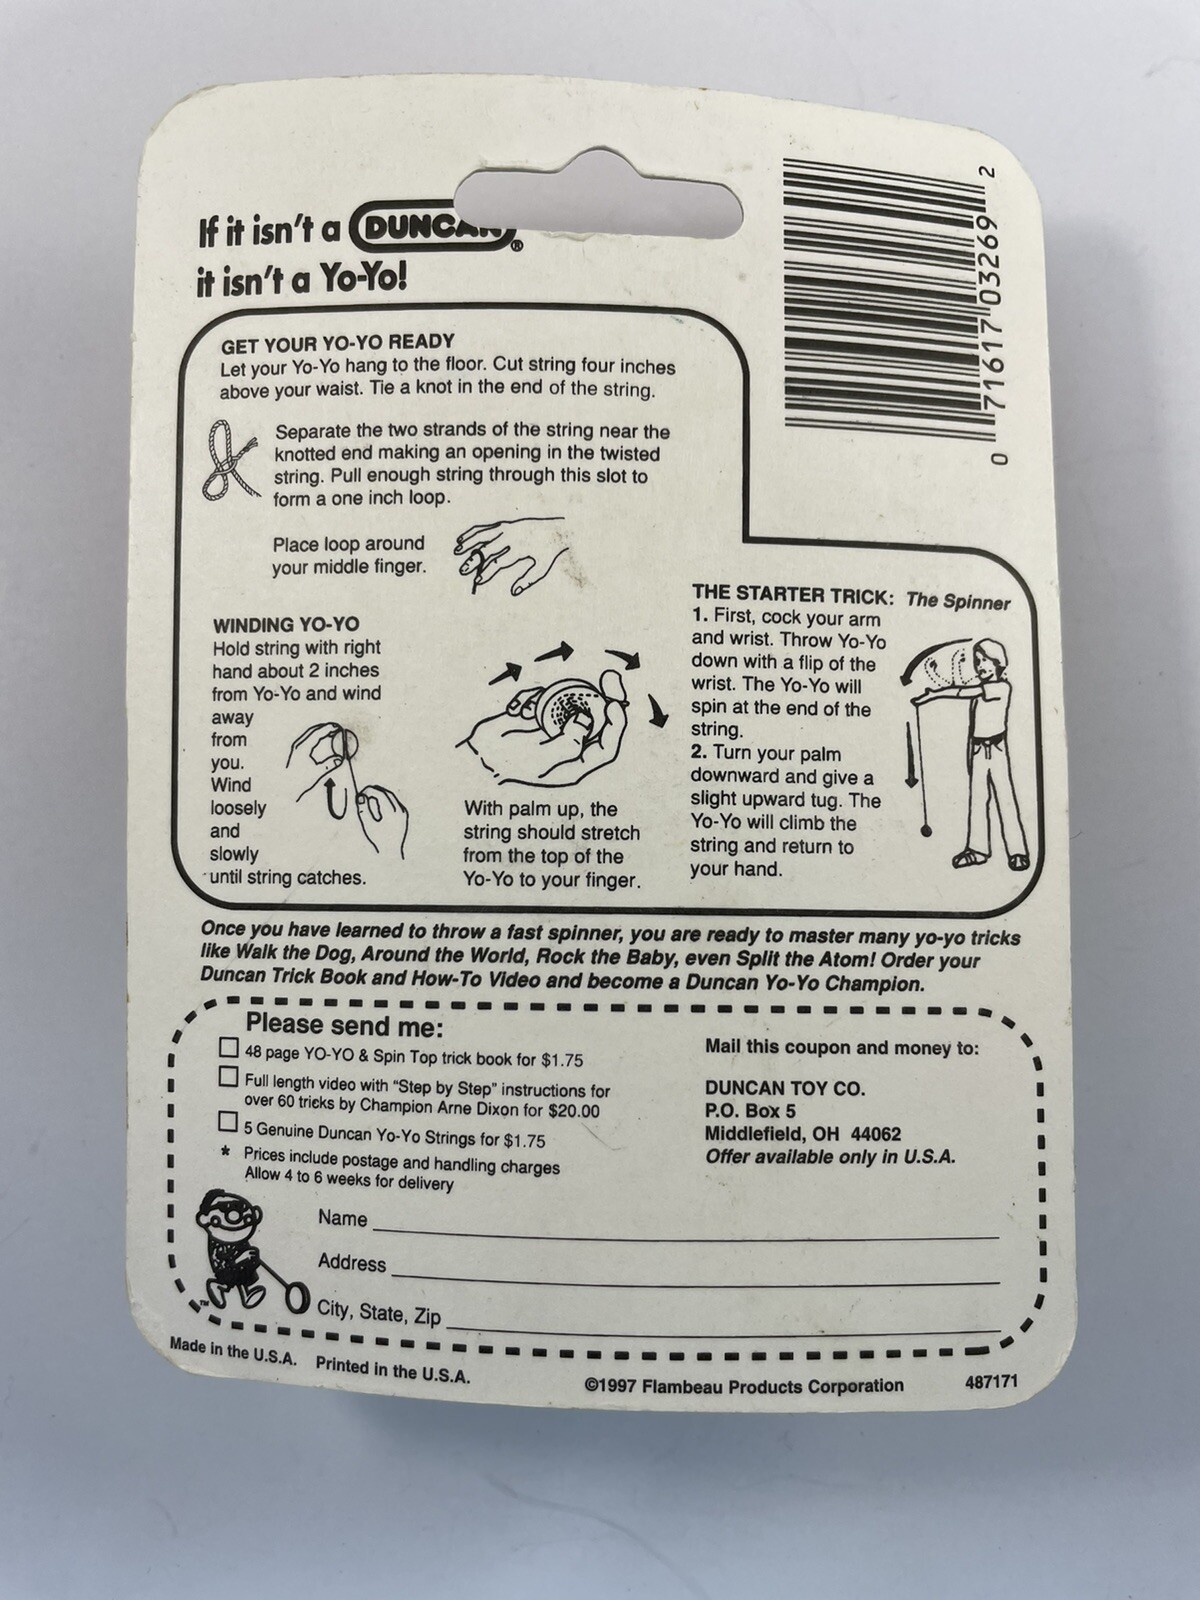 If it isn't a DUNCAN®
it isn't a Yo-Yo!
0 71617 03269 2
GET YOUR YO-YO READY
Let your Yo-Yo hang to the floor. Cut string four inches
above your waist. Tie a knot in the end of the string.
Separate the two strands of the string near the
knotted end making an opening in the twisted
string. Pull enough string through this slot to
form a one inch loop.
Place loop around
your middle finger.
WINDING YO-YO
Hold string with right
hand about 2 inches
from Yo-Yo and wind
away
from
you.
Wind
loosely
and
slowly
until string catches.
With palm up, the
string should stretch
from the top of the
Yo-Yo to your finger.
THE STARTER TRICK: The Spinner
1. First, cock your arm
and wrist. Throw Yo-Yo
down with a flip of the
wrist. The Yo-Yo will
spin at the end of the
string.
2. Turn your palm
downward and give a
slight upward tug. The
Yo-Yo will climb the
string and return to
your hand.
Once you have learned to throw a fast spinner, you are ready to master many yo-yo tricks
like Walk the Dog, Around the World, Rock the Baby, even Split the Atom! Order your
Duncan Trick Book and How-To Video and become a Duncan Yo-Yo Champion.
Please send me:
48 page YO-YO & Spin Top trick book for $1.75
Full length video with "Step by Step" instructions for
over 60 tricks by Champion Arne Dixon for $20.00
5 Genuine Duncan Yo-Yo Strings for $1.75
* Prices include postage and handling charges
Allow 4 to 6 weeks for delivery
Mail this coupon and money to:
DUNCAN TOY CO.
P.O. Box 5
Middlefield, OH 44062
Offer available only in U.S.A.
Name
Address
City, State, Zip
TM
Made in the U.S.A. Printed in the U.S.A.
©1997 Flambeau Products Corporation
487171